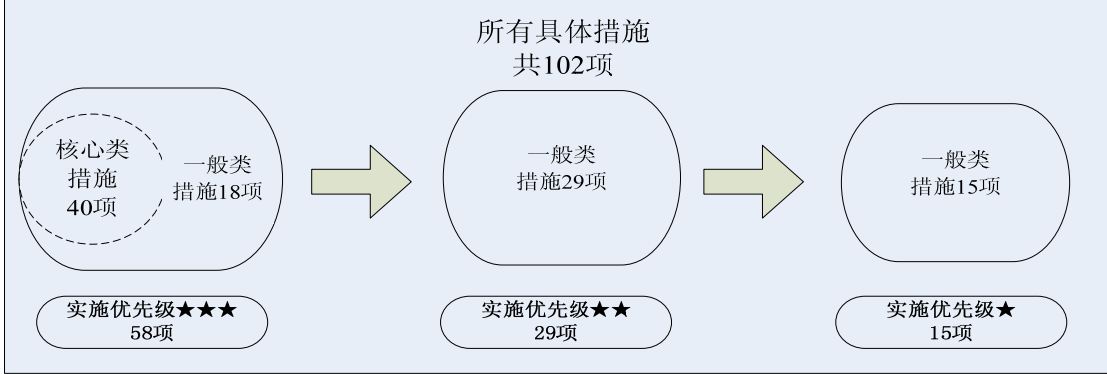 所有具体措施
共102项
核心类
措施
40项
一般类
措施18项
一般类
措施29项
一般类
措施15项
实施优先级★★★
58项
实施优先级★★
29项
实施优先级★
15项